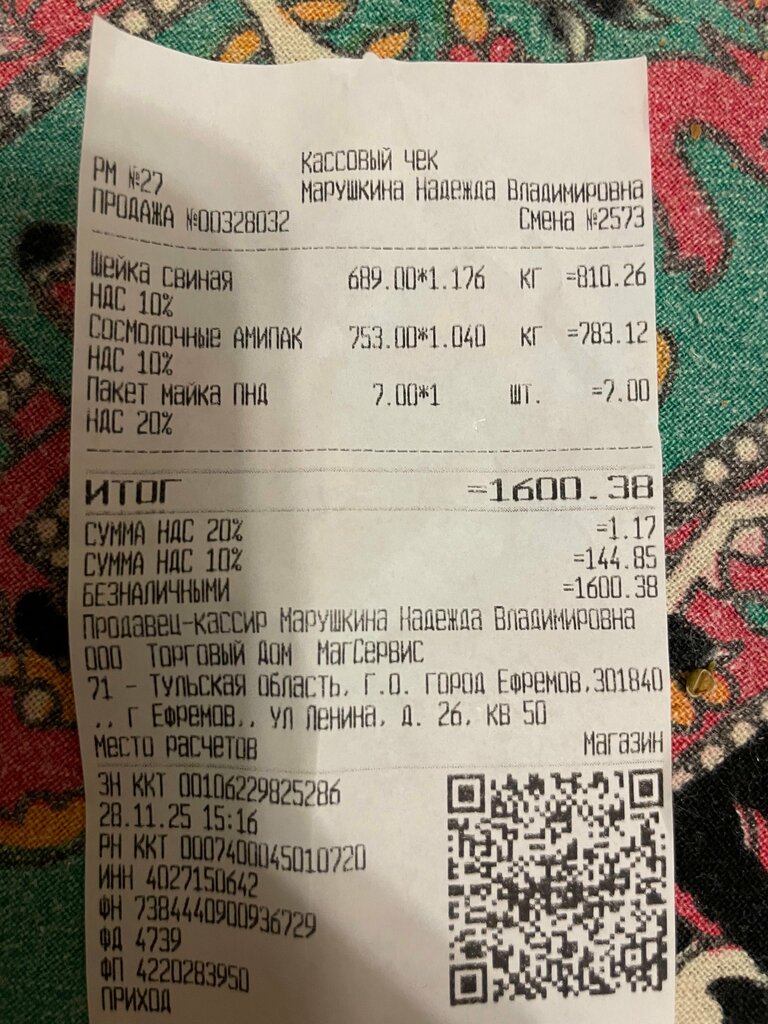 Кассовый чек
РМ №27 Марушкина Надежда Владимировна
ПРОДАЖА №00328032 Смена №2573
Шейка свиная 689.00*1.176 КГ =810.26
НДС 10%
СосМолочные АМИПАК 753.00*1.040 КГ =783.12
НДС 10%
Пакет майка ПНД 7.00*1 ШТ. =7.00
НДС 20%
ИТОГ =1600.38
СУММА НДС 20% =1.17
СУММА НДС 10% =144.85
БЕЗНАЛИЧНЫМИ =1600.38
Продавец-кассир Марушкина Надежда Владимировна
ООО ТОРГОВЫЙ ДОМ МагСервис
71 - ТУЛЬСКАЯ ОБЛАСТЬ, Г.О. ГОРОД ЕФРЕМОВ,301840
,, г ЕФРЕМОВ,, ул Ленина, д. 26, кв 50
Место расчетов Магазин
ЗН ККТ 00106229825286
28.11.25 15:16
РН ККТ 0007400045010720
ИНН 4027150642
ФН 7384440900936729
ФД 4739
ФП 4220283950
ПРИХОД